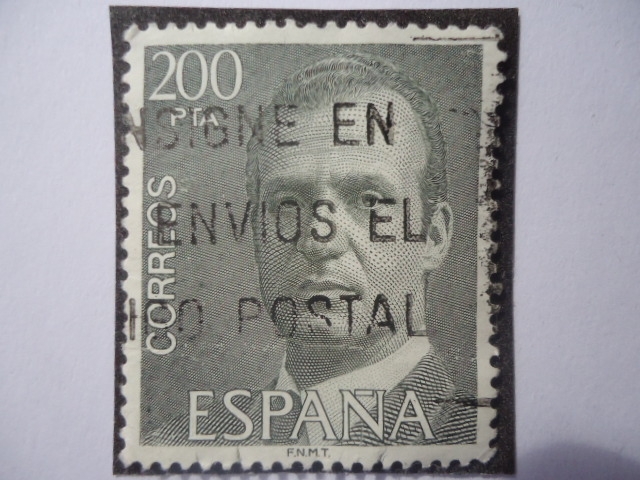 200
PTA
CORREOS
NSIGNE EN
ENVIOS EL
POSTAL
ESPAÑA
F.N.M.T.